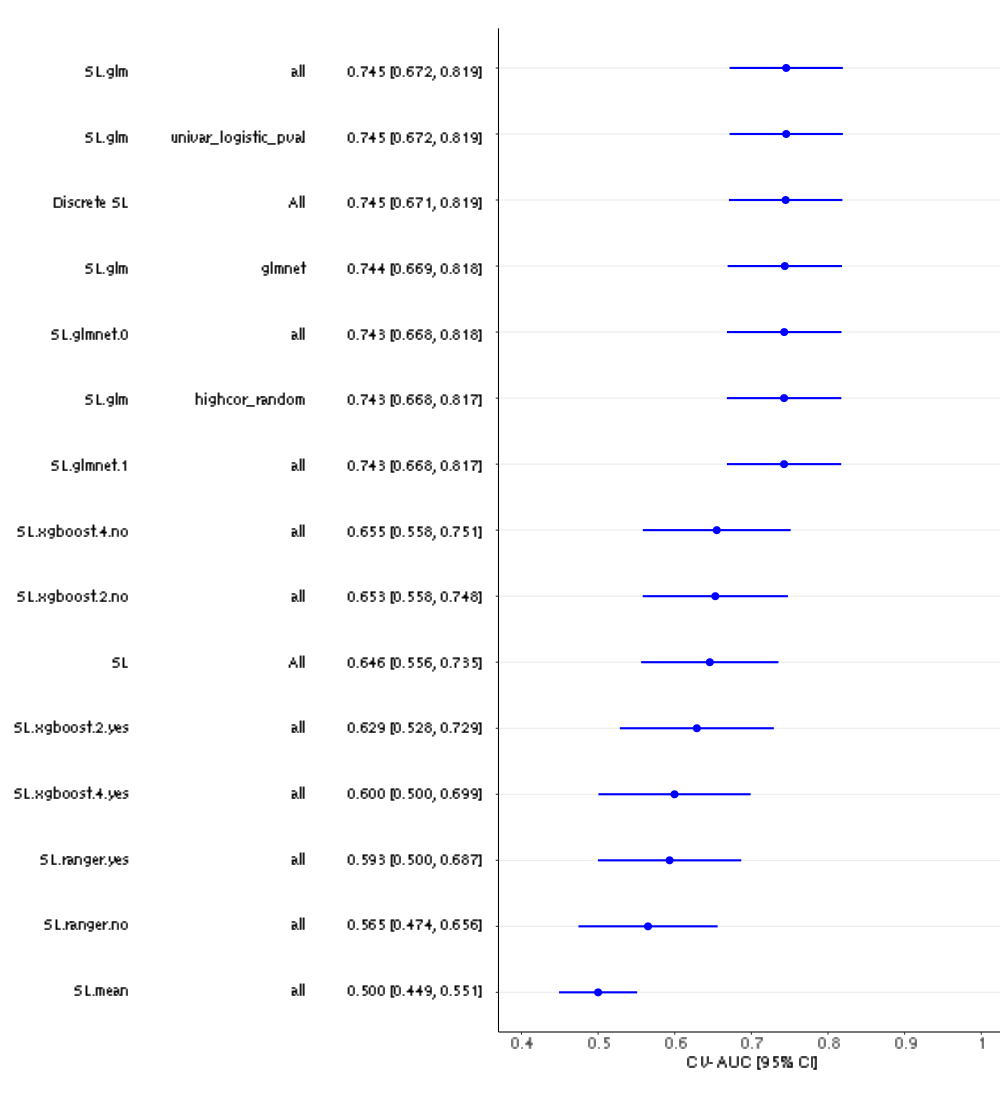 SL.glm all 0.745 [0.672, 0.819]
SL.glm univar_logistic_pval 0.745 [0.672, 0.819]
Discrete SL All 0.745 [0.671, 0.819]
SL.glm glmnet 0.744 [0.669, 0.818]
SL.glmnet.0 all 0.743 [0.668, 0.818]
SL.glm highcor_random 0.743 [0.668, 0.817]
SL.glmnet.1 all 0.743 [0.668, 0.817]
SL.xgboost.4.no all 0.655 [0.558, 0.751]
SL.xgboost.2.no all 0.653 [0.558, 0.748]
SL All 0.646 [0.556, 0.735]
SL.xgboost.2.yes all 0.629 [0.528, 0.729]
SL.xgboost.4.yes all 0.600 [0.500, 0.699]
SL.ranger.yes all 0.593 [0.500, 0.687]
SL.ranger.no all 0.565 [0.474, 0.656]
SL.mean all 0.500 [0.449, 0.551]
0.4 0.5 0.6 0.7 0.8 0.9 1
CV-AUC [95% CI]